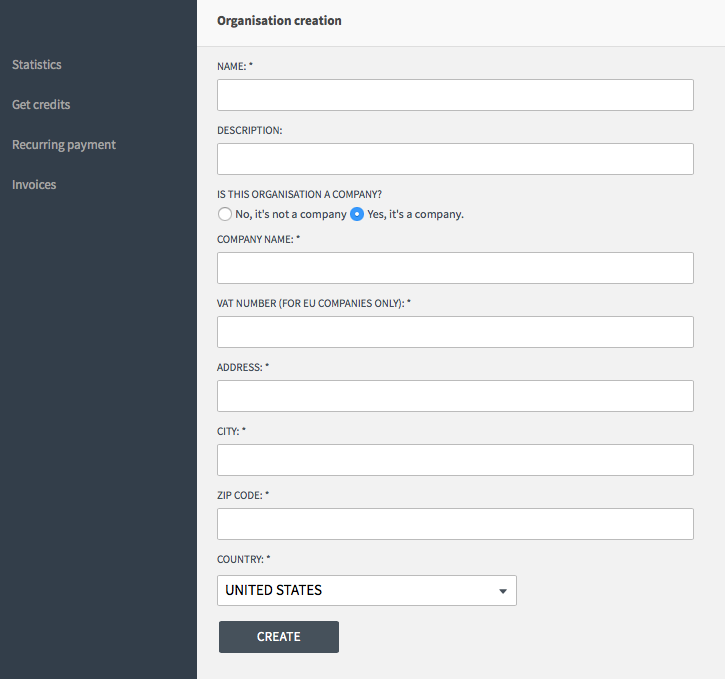 Organisation creation
Statistics
Get credits
Recurring payment
Invoices
NAME: *
DESCRIPTION:
IS THIS ORGANISATION A COMPANY?
No, it's not a company Yes, it's a company.
COMPANY NAME: *
VAT NUMBER (FOR EU COMPANIES ONLY): *
ADDRESS: *
CITY: *
ZIP CODE: *
COUNTRY: *
UNITED STATES
CREATE